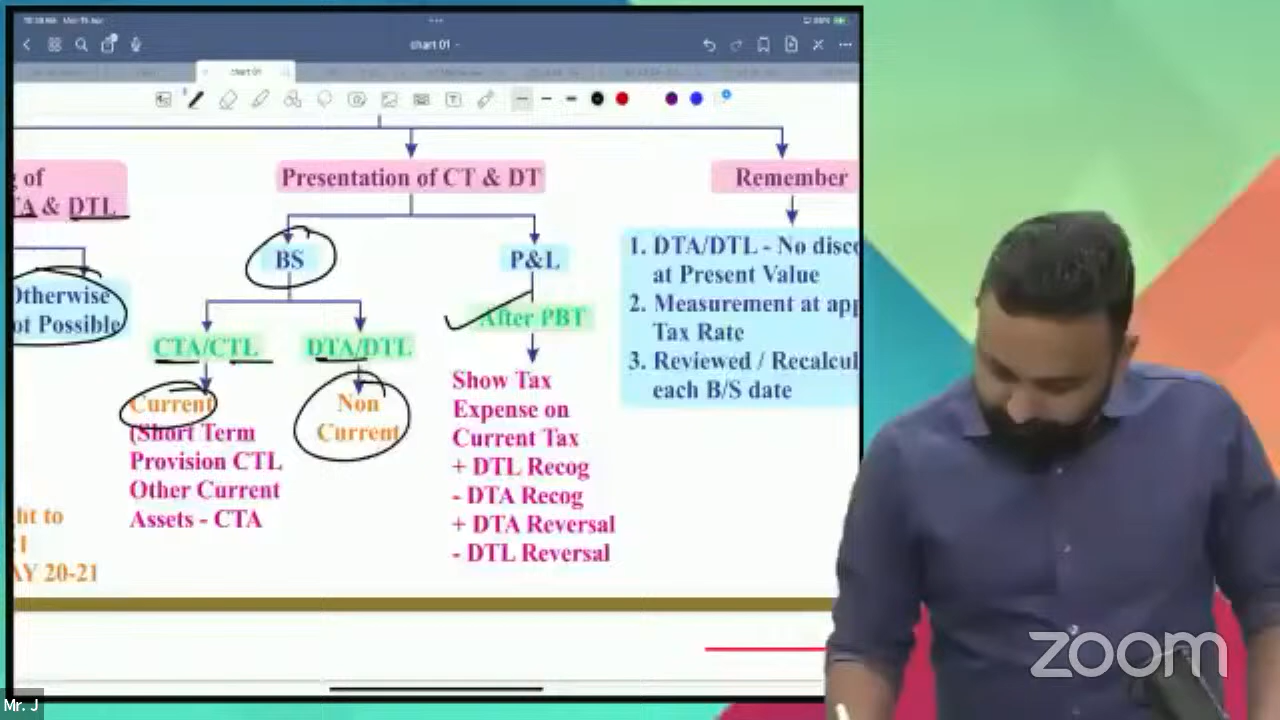 chart 01
chart 01
g of
TA & DTL
Otherwise
ot Possible
ht to
AY 20-21
Presentation of CT & DT
BS
CTA/CTL
Current
(Short Term
Provision CTL
Other Current
Assets - CTA
DTA/DTL
Non
Current
P&L
After PBT
Show Tax
Expense on
Current Tax
+ DTL Recog
- DTA Recog
+ DTA Reversal
- DTL Reversal
Remember
1. DTA/DTL - No disco
at Present Value
2. Measurement at app
Tax Rate
3. Reviewed / Recalcul
each B/S date
zoom
Mr. J